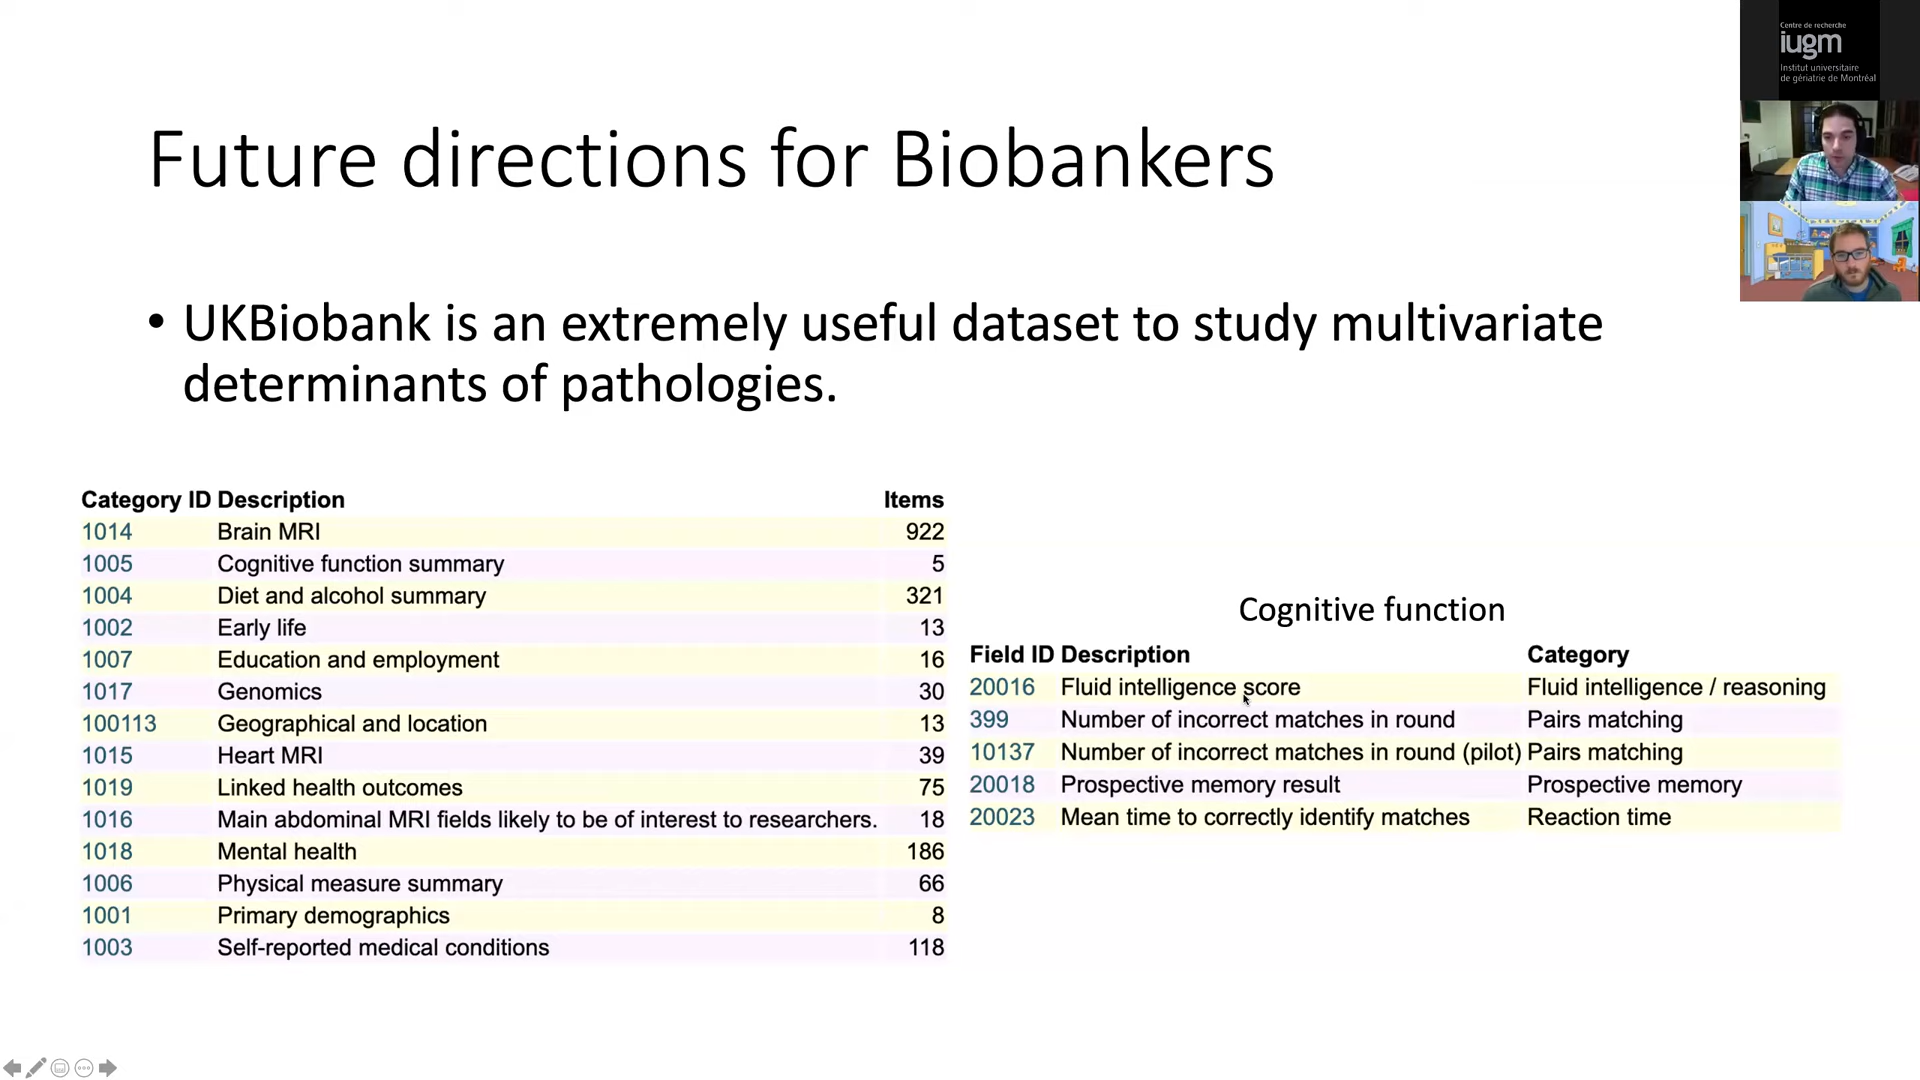 Centre de recherche
iugm
Institut universitaire
de gériatrie de Montréal
Future directions for Biobankers
• UKBiobank is an extremely useful dataset to study multivariate
determinants of pathologies.
Category ID Description Items
1014 Brain MRI 922
1005 Cognitive function summary 5
1004 Diet and alcohol summary 321
1002 Early life 13
1007 Education and employment 16
1017 Genomics 30
100113 Geographical and location 13
1015 Heart MRI 39
1019 Linked health outcomes 75
1016 Main abdominal MRI fields likely to be of interest to researchers. 18
1018 Mental health 186
1006 Physical measure summary 66
1001 Primary demographics 8
1003 Self-reported medical conditions 118
Cognitive function
Field ID Description Category
20016 Fluid intelligence score Fluid intelligence / reasoning
399 Number of incorrect matches in round Pairs matching
10137 Number of incorrect matches in round (pilot) Pairs matching
20018 Prospective memory result Prospective memory
20023 Mean time to correctly identify matches Reaction time